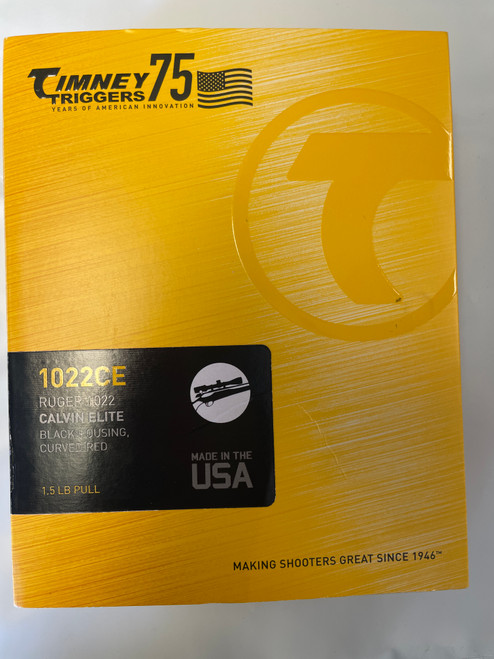 TIMNEY 75
TRIGGERS
YEARS OF AMERICAN INNOVATION
1022CE
RUGER 1022
CALVIN ELITE
BLACK HOUSING,
CURVED RED
MADE IN THE
USA
1.5 LB PULL
MAKING SHOOTERS GREAT SINCE 1946™